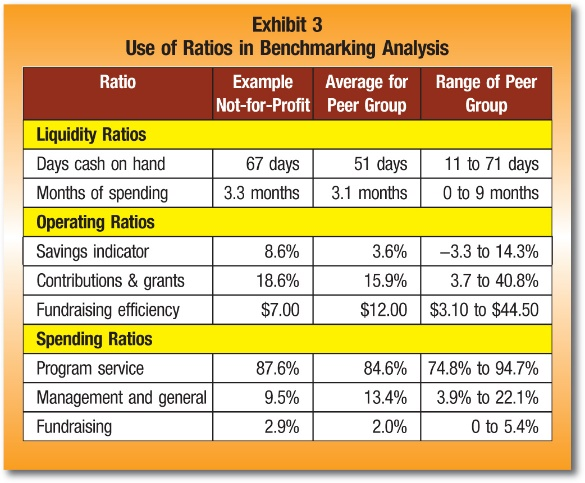 Exhibit 3
Use of Ratios in Benchmarking Analysis
Ratio Example Not-for-Profit Average for Peer Group Range of Peer Group
Liquidity Ratios
Days cash on hand 67 days 51 days 11 to 71 days
Months of spending 3.3 months 3.1 months 0 to 9 months
Operating Ratios
Savings indicator 8.6% 3.6% –3.3 to 14.3%
Contributions & grants 18.6% 15.9% 3.7 to 40.8%
Fundraising efficiency $7.00 $12.00 $3.10 to $44.50
Spending Ratios
Program service 87.6% 84.6% 74.8% to 94.7%
Management and general 9.5% 13.4% 3.9% to 22.1%
Fundraising 2.9% 2.0% 0 to 5.4%